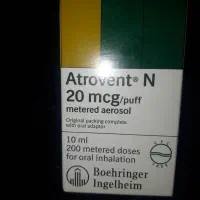 Atrovent® N
20 mcg/puff
metered aerosol
Original packing complete
with oral adaptor
10 ml
200 metered doses
for oral inhalation
Boehringer
Ingelheim